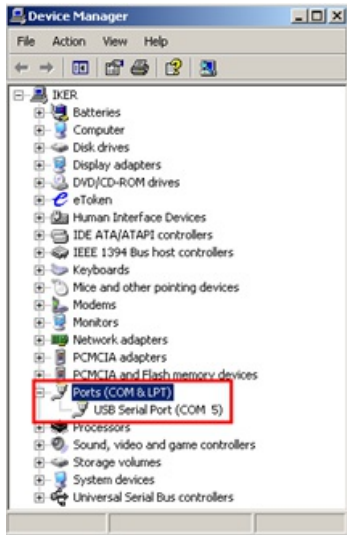 Device Manager
File Action View Help
IKER
Batteries
Computer
Disk drives
Display adapters
DVD/CD-ROM drives
eToken
Human Interface Devices
IDE ATA/ATAPI controllers
IEEE 1394 Bus host controllers
Keyboards
Mice and other pointing devices
Modems
Monitors
Network adapters
PCMCIA adapters
PCMCIA and Flash memory devices
Ports (COM & LPT)
USB Serial Port (COM 5)
Processors
Sound, video and game controllers
Storage volumes
System devices
Universal Serial Bus controllers